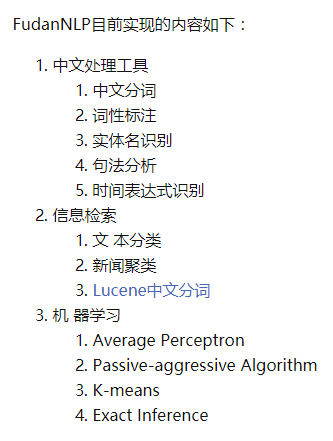 FudanNLP目前实现的内容如下：
1. 中文处理工具
1. 中文分词
2. 词性标注
3. 实体名识别
4. 句法分析
5. 时间表达式识别
2. 信息检索
1. 文 本分类
2. 新闻聚类
3. Lucene中文分词
3. 机 器学习
1. Average Perceptron
2. Passive-aggressive Algorithm
3. K-means
4. Exact Inference